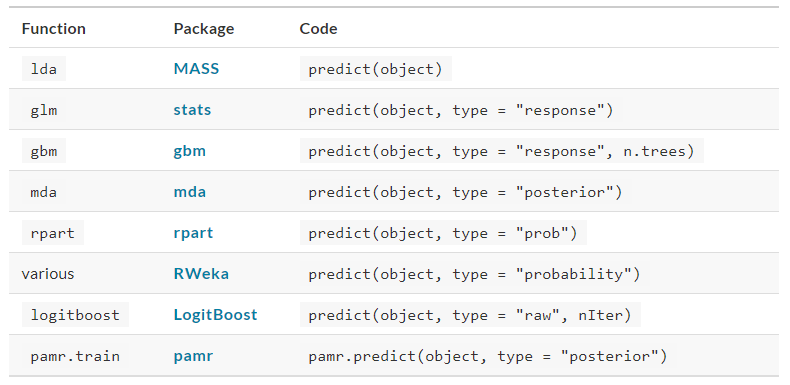 Function Package Code
lda MASS predict(object)
glm stats predict(object, type = "response")
gbm gbm predict(object, type = "response", n.trees)
mda mda predict(object, type = "posterior")
rpart rpart predict(object, type = "prob")
various RWeka predict(object, type = "probability")
logitboost LogitBoost predict(object, type = "raw", nIter)
pamr.train pamr pamr.predict(object, type = "posterior")